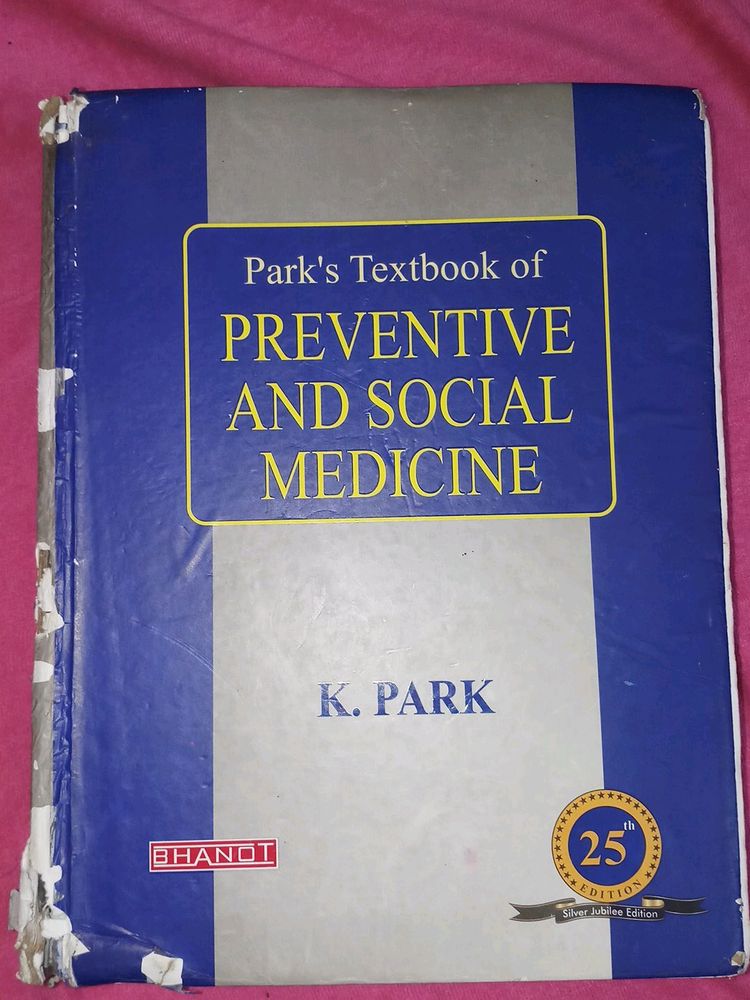 Park's Textbook of
PREVENTIVE
AND SOCIAL
MEDICINE
K. PARK
BHANOT
25th
EDITION
Silver Jubilee Edition